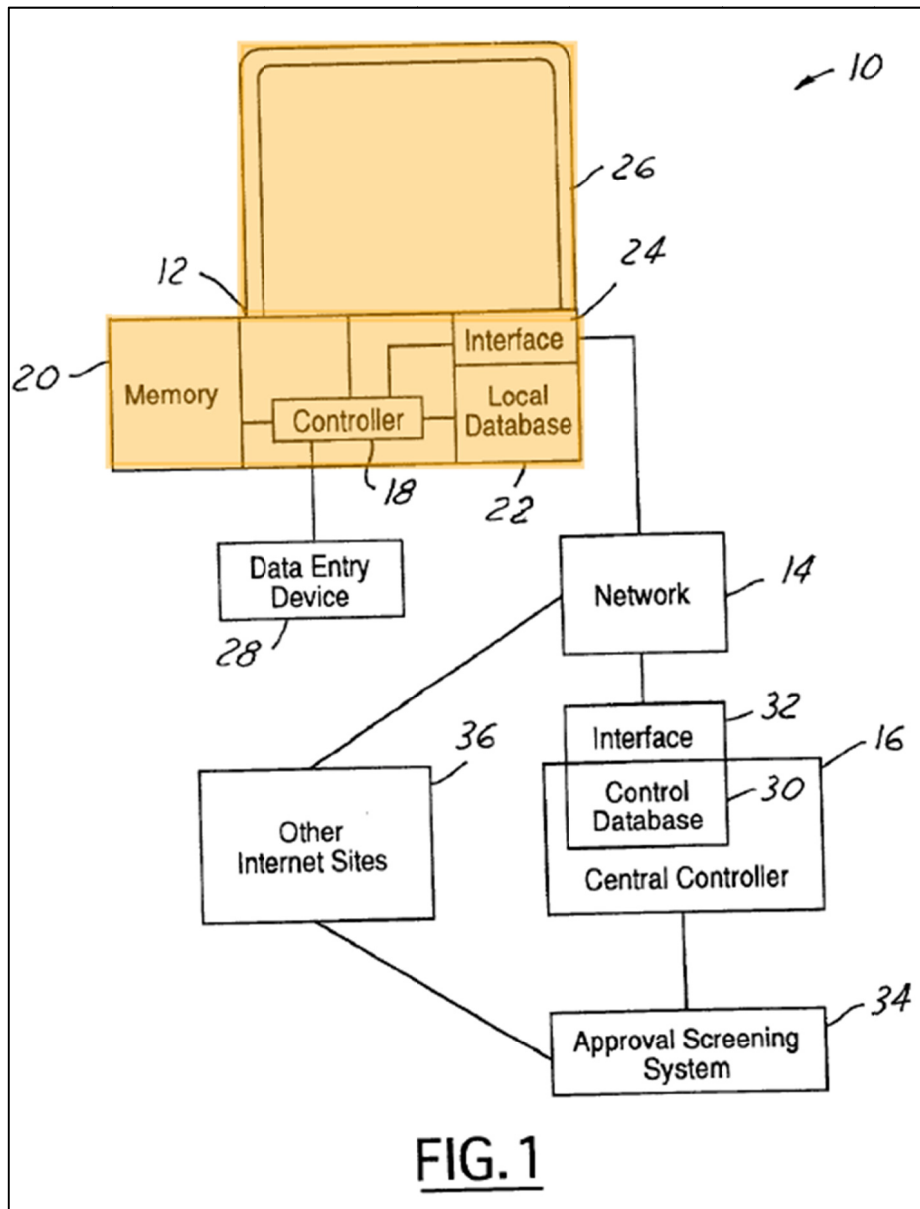 10
26
12
24
Interface
20
Memory
Local
Database
Controller
18
22
Data Entry
Device
28
Network
14
32
Interface
16
36
Control
Database
30
Other
Internet Sites
Central Controller
34
Approval Screening
System
FIG. 1